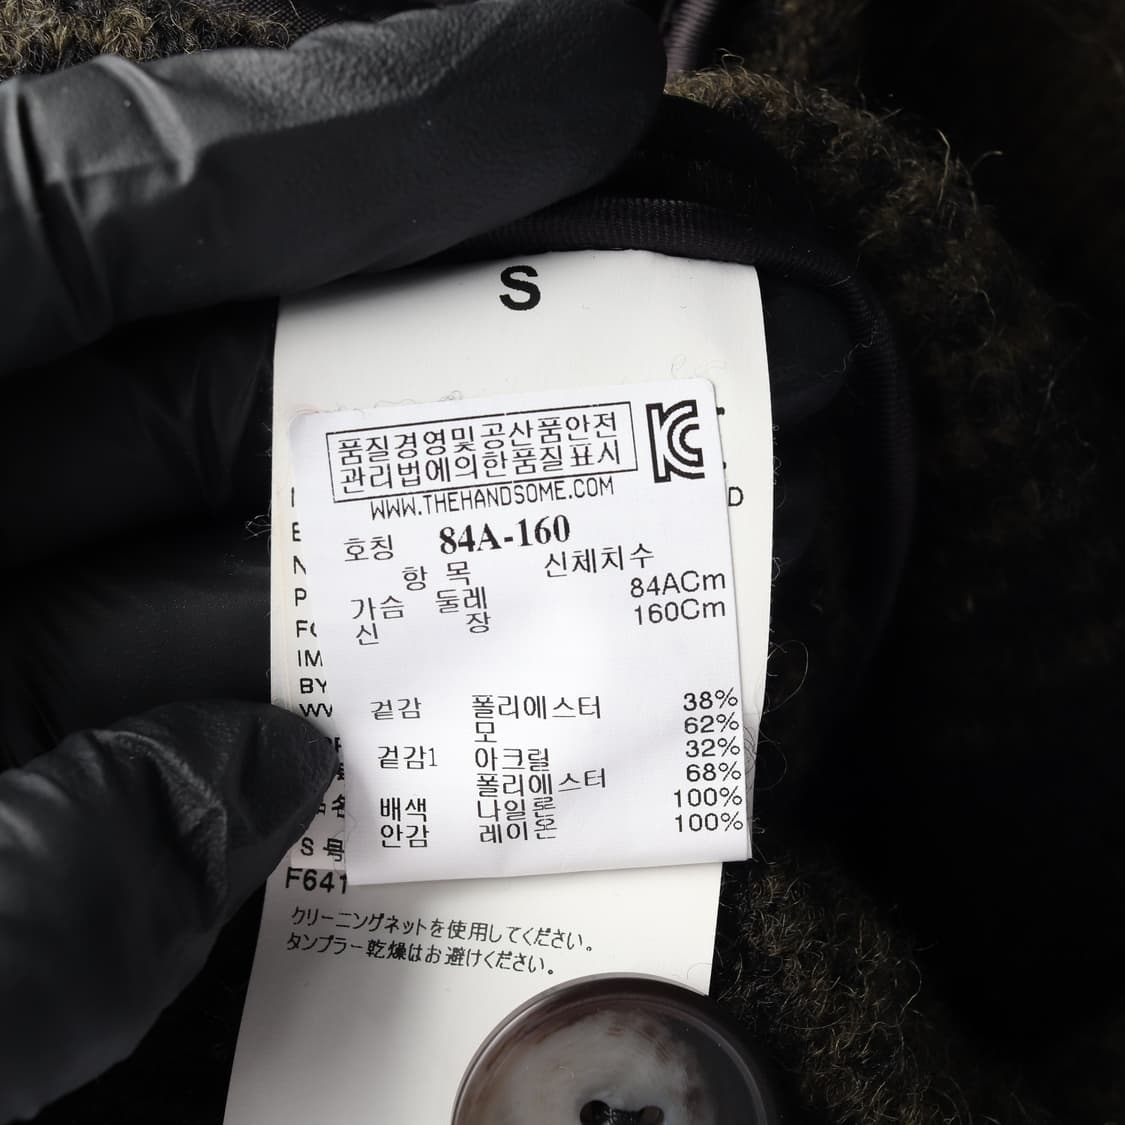 S
품질경영및공산품안전
관리법에의한품질표시
WWW.THEHANDSOME.COM
호칭 84A-160
항 목 신체치수
가슴 둘레 84ACm
신 장 160Cm
겉감 폴리에스터 38%
모 62%
겉감1 아크릴 32%
폴리에스터 68%
배색 나일론 100%
안감 레이온 100%
D
IM
BY
S 号
F641
クリーニングネットを使用してください。
タンブラー乾燥はお避けください。